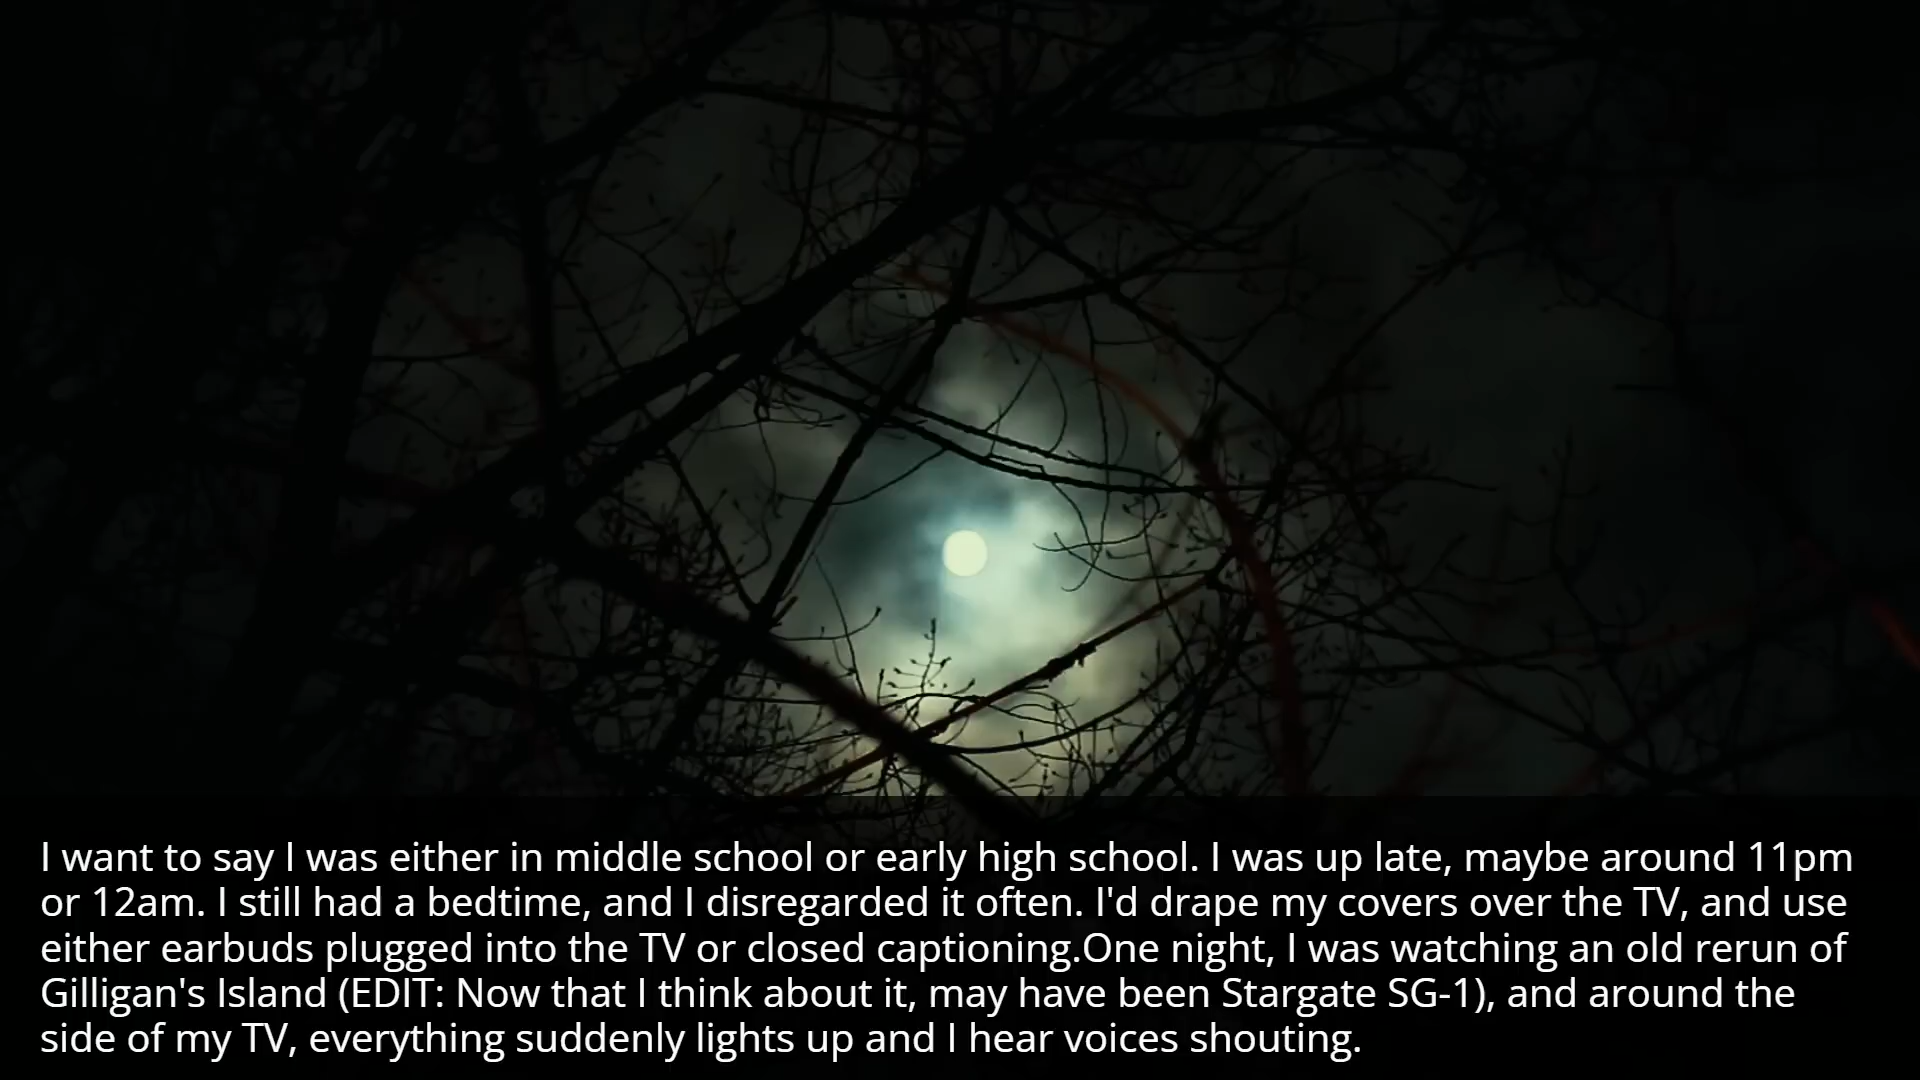 I want to say I was either in middle school or early high school. I was up late, maybe around 11pm
or 12am. I still had a bedtime, and I disregarded it often. I'd drape my covers over the TV, and use
either earbuds plugged into the TV or closed captioning.One night, I was watching an old rerun of
Gilligan's Island (EDIT: Now that I think about it, may have been Stargate SG-1), and around the
side of my TV, everything suddenly lights up and I hear voices shouting.